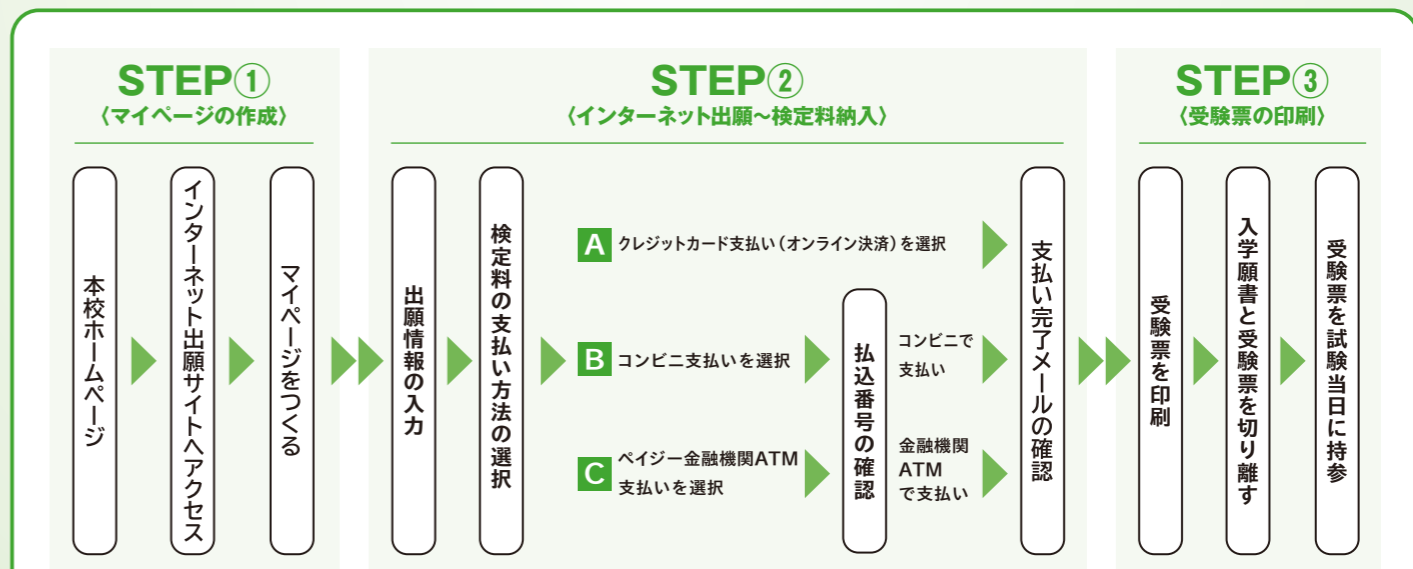 STEP①
〈マイページの作成〉
本校ホームページ
インターネット出願サイトへアクセス
マイページをつくる
STEP②
〈インターネット出願～検定料納入〉
出願情報の入力
検定料の支払い方法の選択
A クレジットカード支払い（オンライン決済）を選択
B コンビニ支払いを選択
C ペイジー金融機関ATM
支払いを選択
払込番号の確認
コンビニで
支払い
金融機関
ATM
で支払い
支払い完了メールの確認
STEP③
〈受験票の印刷〉
受験票を印刷
入学願書と受験票を切り離す
受験票を試験当日に持参